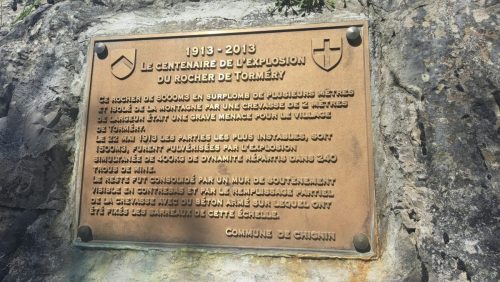 1913 - 2013
LE CENTENAIRE DE L'EXPLOSION
DU ROCHER DE TORMÉRY
CE ROCHER DE 8000M3 EN SURPLOMB DE PLUSIEURS MÈTRES
ET ISOLÉ DE LA MONTAGNE PAR UNE CREVASSE DE 2 MÈTRES
DE LARGEUR ÉTAIT UNE GRAVE MENACE POUR LE VILLAGE
DE TORMÉRY.
LE 22 MAI 1913 LES PARTIES LES PLUS INSTABLES, SOIT
1500M3, FURENT PULVÉRISÉES PAR L'EXPLOSION
SIMULTANÉE DE 400KG DE DYNAMITE RÉPARTIS DANS 240
TROUS DE MINE.
LE RESTE FUT CONSOLIDÉ PAR UN MUR DE SOUTÈNEMENT
VISIBLE EN CONTREBAS ET PAR LE REMPLISSAGE PARTIEL
DE LA CREVASSE AVEC DU BÉTON ARMÉ SUR LEQUEL ONT
ÉTÉ FIXÉS LES BARREAUX DE CETTE ÉCHELLE.
COMMUNE DE CHIGNIN